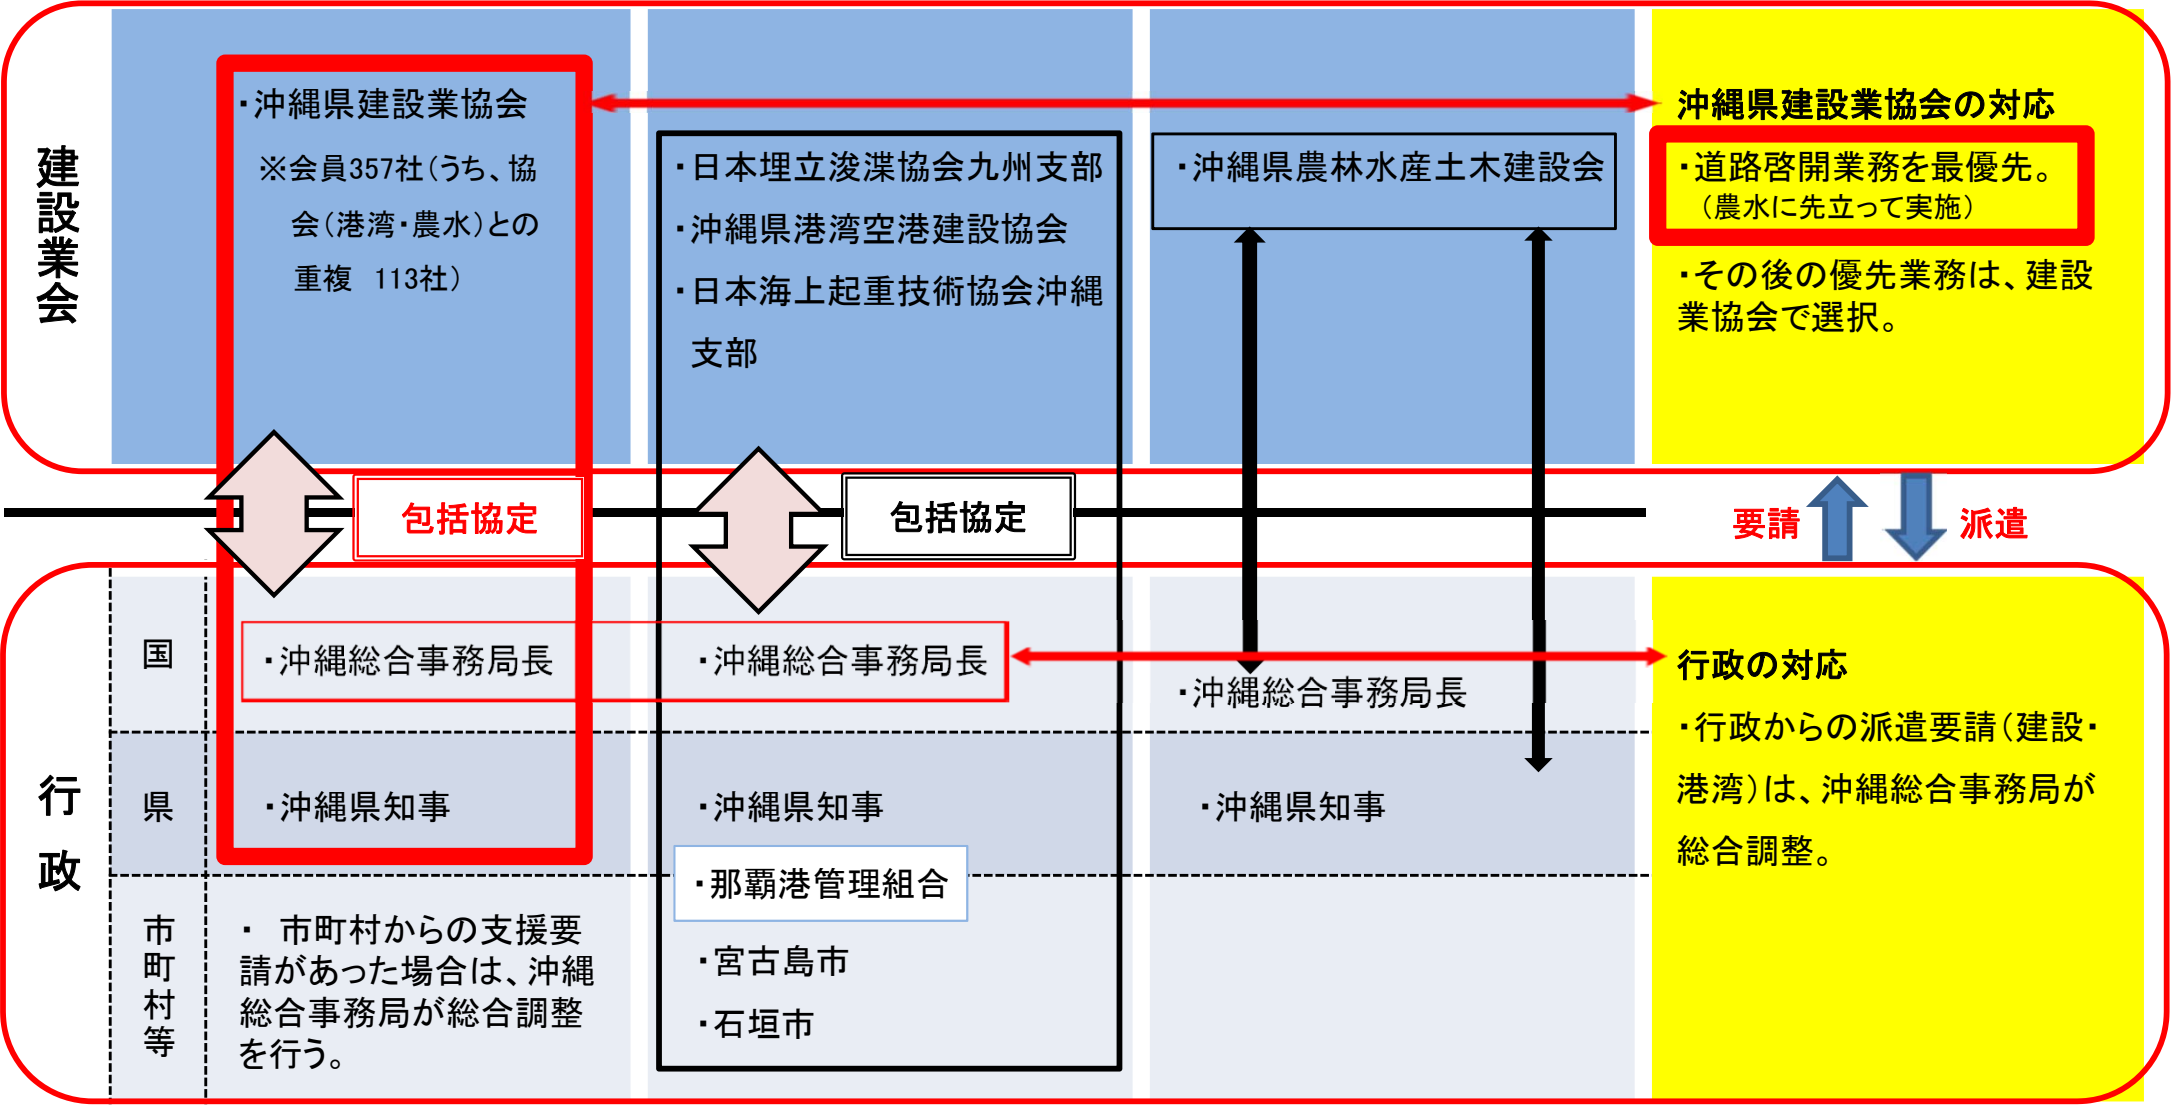 建設業会
・沖縄県建設業協会
※会員357社(うち、協
会(港湾・農水)との
重複 113社)
・日本埋立浚渫協会九州支部
・沖縄県港湾空港建設協会
・日本海上起重技術協会沖縄
支部
・沖縄県農林水産土木建設会
沖縄県建設業協会の対応
・道路啓開業務を最優先。
(農水に先立って実施)
・その後の優先業務は、建設
業協会で選択。
包括協定
包括協定
要請
派遣
行政
国
・沖縄総合事務局長
・沖縄総合事務局長
・沖縄総合事務局長
県
・沖縄県知事
・沖縄県知事
・沖縄県知事
市町村等
・ 市町村からの支援要
請があった場合は、沖縄
総合事務局が総合調整
を行う。
・那覇港管理組合
・宮古島市
・石垣市
行政の対応
・行政からの派遣要請(建設・
港湾)は、沖縄総合事務局が
総合調整。